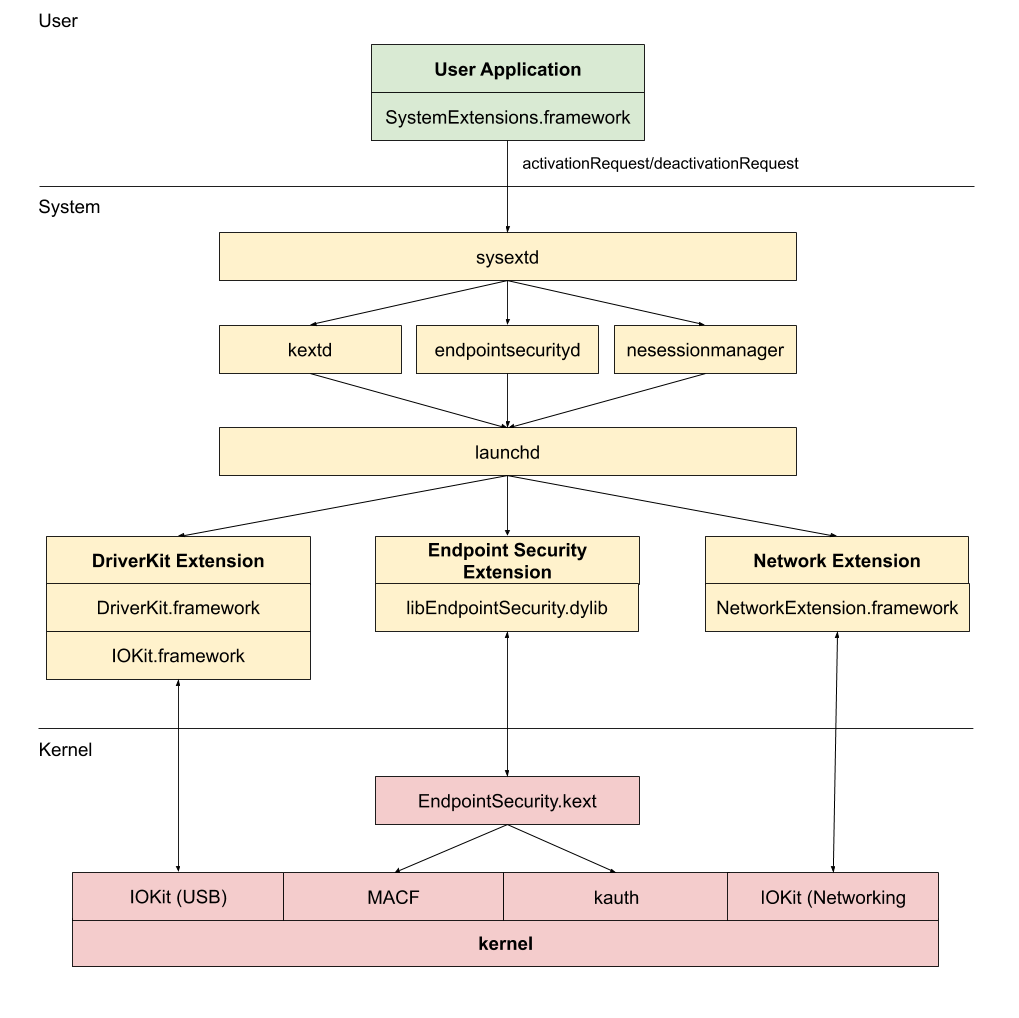 User
User Application
SystemExtensions.framework
activationRequest/deactivationRequest
System
sysextd
kextd
endpointsecurityd
nesessionmanager
launchd
DriverKit Extension
Endpoint Security
Extension
Network Extension
DriverKit.framework
libEndpointSecurity.dylib
NetworkExtension.framework
IOKit.framework
Kernel
EndpointSecurity.kext
IOKit (USB)
MACF
kauth
IOKit (Networking
kernel